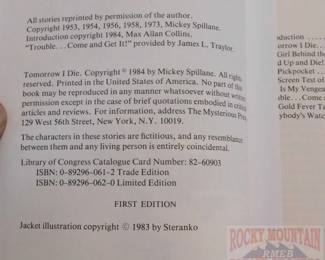 All stories reprinted by permission of the author.
Copyright 1953, 1954, 1956, 1958, 1973, Mickey Spillane.
Introduction copyright 1984, Max Allan Collins.
"Trouble. . .Come and Get It!" provided by James L. Traylor.
Tomorrow I Die. Copyright © 1984 by Mickey Spillane. All rights
reserved. Printed in the United States of America. No part of this
book may be reproduced in any manner whatsoever without written
permission except in the case of brief quotations embodied in critical
articles and reviews. For information, address The Mysterious Press,
129 West 56th Street, New York, N.Y. 10019.
The characters in these stories are fictitious, and any resemblance
between them and any living person is entirely coincidental.
Library of Congress Catalogue Card Number: 82-60903
ISBN: 0-89296-061-2 Trade Edition
ISBN: 0-89296-062-0 Limited Edition
FIRST EDITION
Jacket illustration copyright © 1983 by Steranko
duction
orrow I Die
Girl Behind the
d Up and Die!
Pickpocket
Screen Test of
Is My Vengea
ble. . .Come
Gold Fever Ta
ybody's Watch
ROCKY MOUNTAIN
RMEB